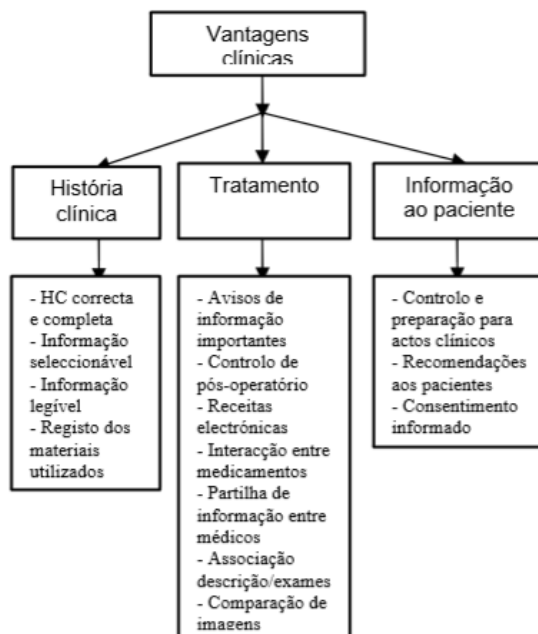 Vantagens
clínicas
História
clínica
Tratamento
Informação
ao paciente
- HC correcta
e completa
- Informação
seleccionável
- Informação
legível
- Registo dos
materiais
utilizados
- Avisos de
informação
importantes
- Controlo de
pós-operatório
- Receitas
electrónicas
- Interacção entre
medicamentos
- Partilha de
informação entre
médicos
- Associação
descrição/exames
- Comparação de
imagens
- Controlo e
preparação para
actos clínicos
- Recomendações
aos pacientes
- Consentimento
informado